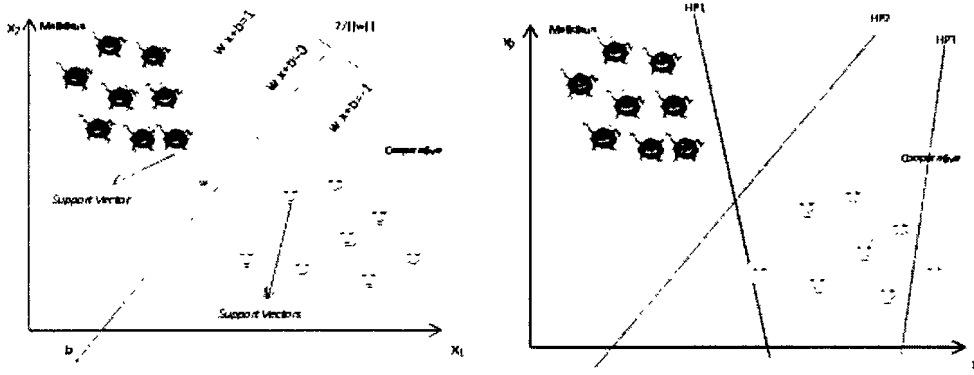 X₂
Malicious
w x+b=1
2/||w||
w x+b=0
w x+b=-1
Cooperative
w
Support Vector
Support Vectors
b
X₁
HP1
HP2
HP3
Malicious
Cooperative